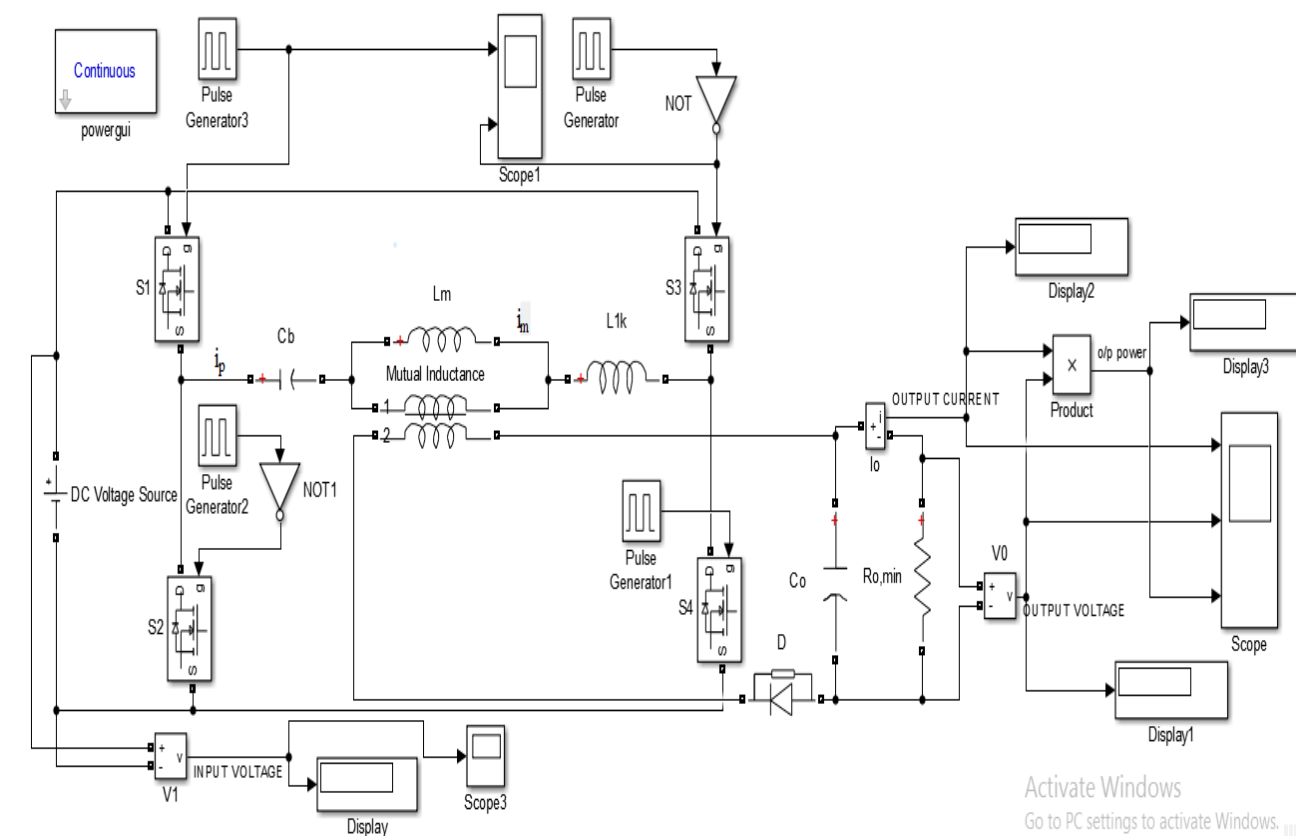 Continuous
powergui
Pulse
Generator3
Scope1
Pulse
Generator
NOT
D
g
S
S1
D
g
S
S3
i_p
Cb
+
Lm
+
i_m
Mutual Inductance
1
2
L1k
+
Display2
Display3
×
o/p power
Product
OUTPUT CURRENT
i
+
-
Io
+
DC Voltage Source
Pulse
Generator2
NOT1
Pulse
Generator1
D
g
S
S4
+
Co
+
Ro,min
V0
+
-
v
OUTPUT VOLTAGE
Scope
D
g
S
S2
D
Display1
+
-
v
V1
INPUT VOLTAGE
Display
Scope3
Activate Windows
Go to PC settings to activate Windows.